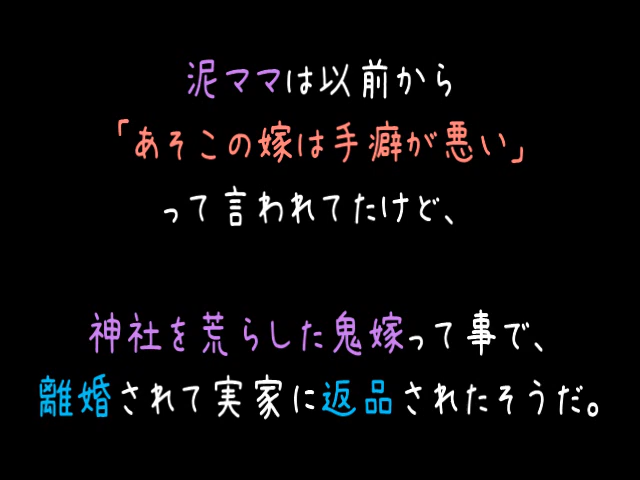 泥ママは以前から
「あそこの嫁は手癖が悪い」
って言われてたけど、
神社を荒らした鬼嫁って事で、
離婚されて実家に返品されたそうだ。